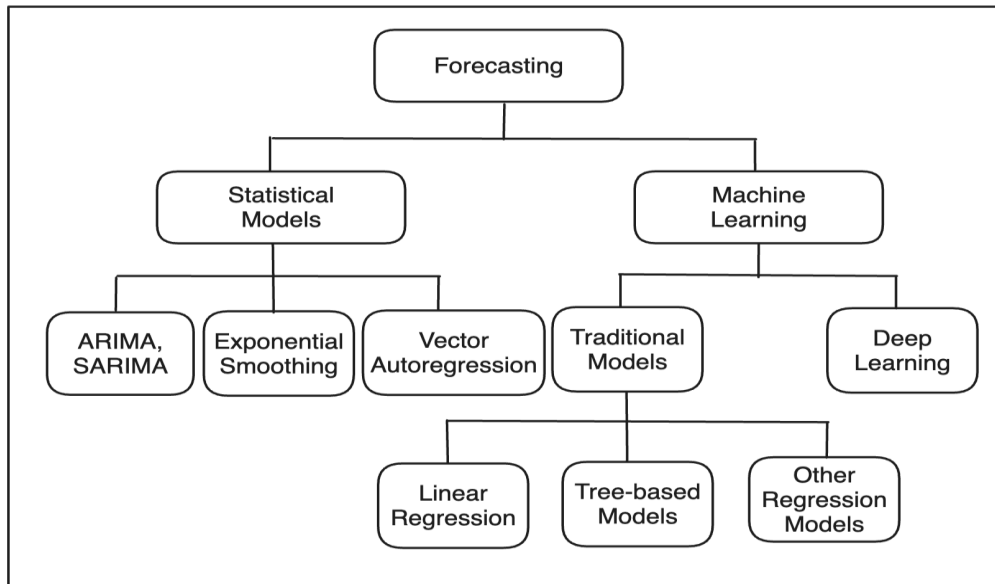 Forecasting
Statistical
Models
Machine
Learning
ARIMA,
SARIMA
Exponential
Smoothing
Vector
Autoregression
Traditional
Models
Deep
Learning
Linear
Regression
Tree-based
Models
Other
Regression
Models